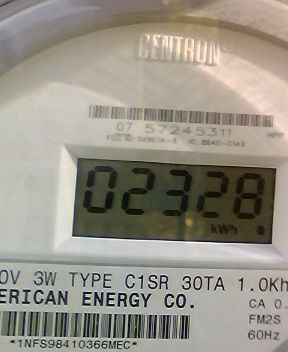 CENTRON®
07 57245311
02328
kWh
0V 3W TYPE C1SR 30TA 1.0Kh
ERICAN ENERGY CO. CA 0.
FM2S
*1NFS98410366MEC* 60Hz